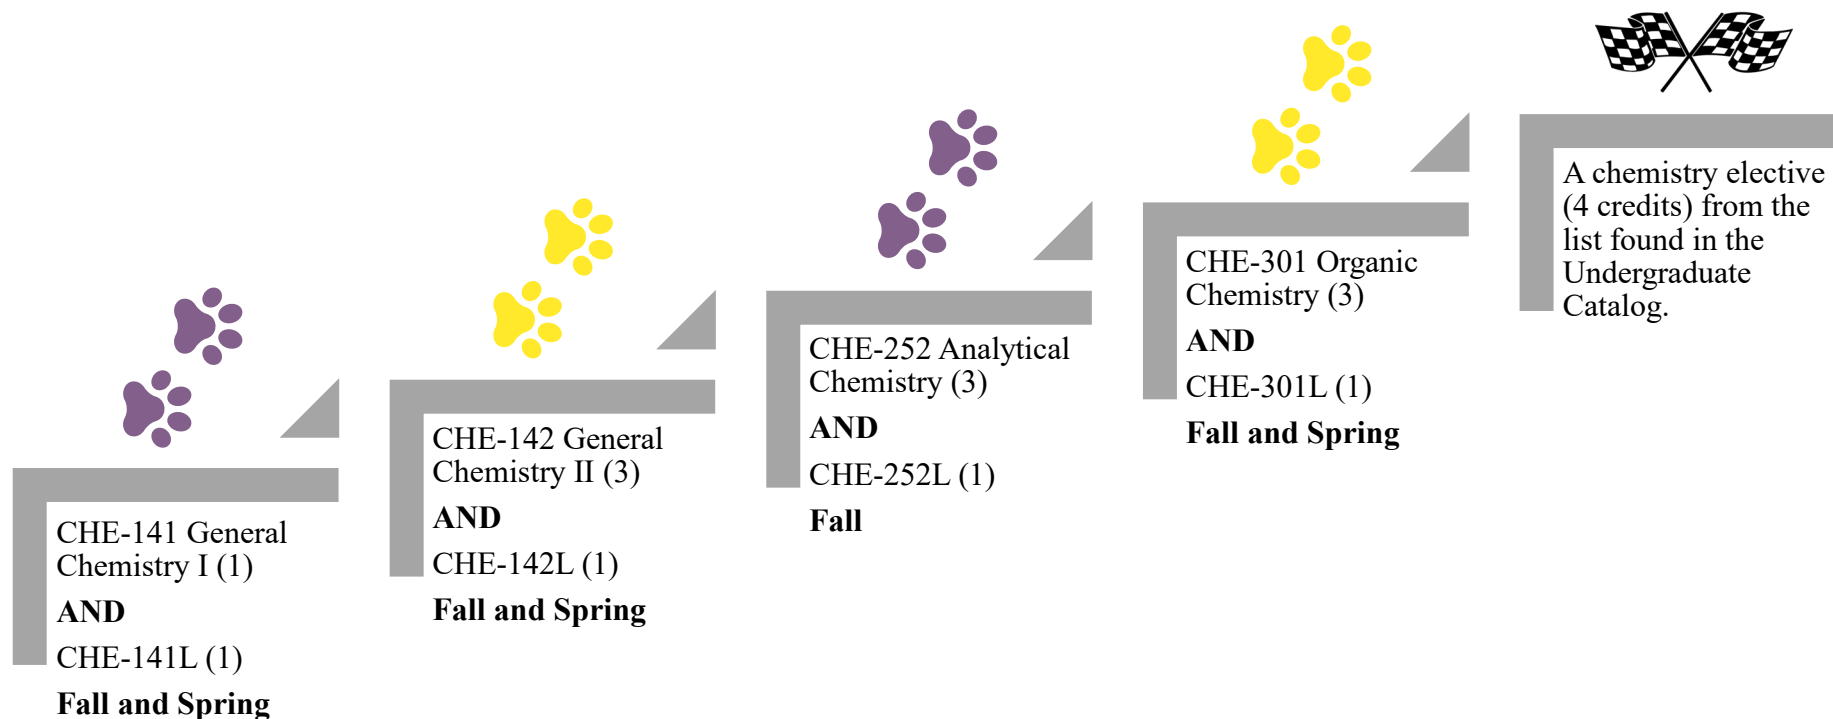 CHE-141 General
Chemistry I (1)
AND
CHE-141L (1)
Fall and Spring
CHE-142 General
Chemistry II (3)
AND
CHE-142L (1)
Fall and Spring
CHE-252 Analytical
Chemistry (3)
AND
CHE-252L (1)
Fall
CHE-301 Organic
Chemistry (3)
AND
CHE-301L (1)
Fall and Spring
A chemistry elective
(4 credits) from the
list found in the
Undergraduate
Catalog.